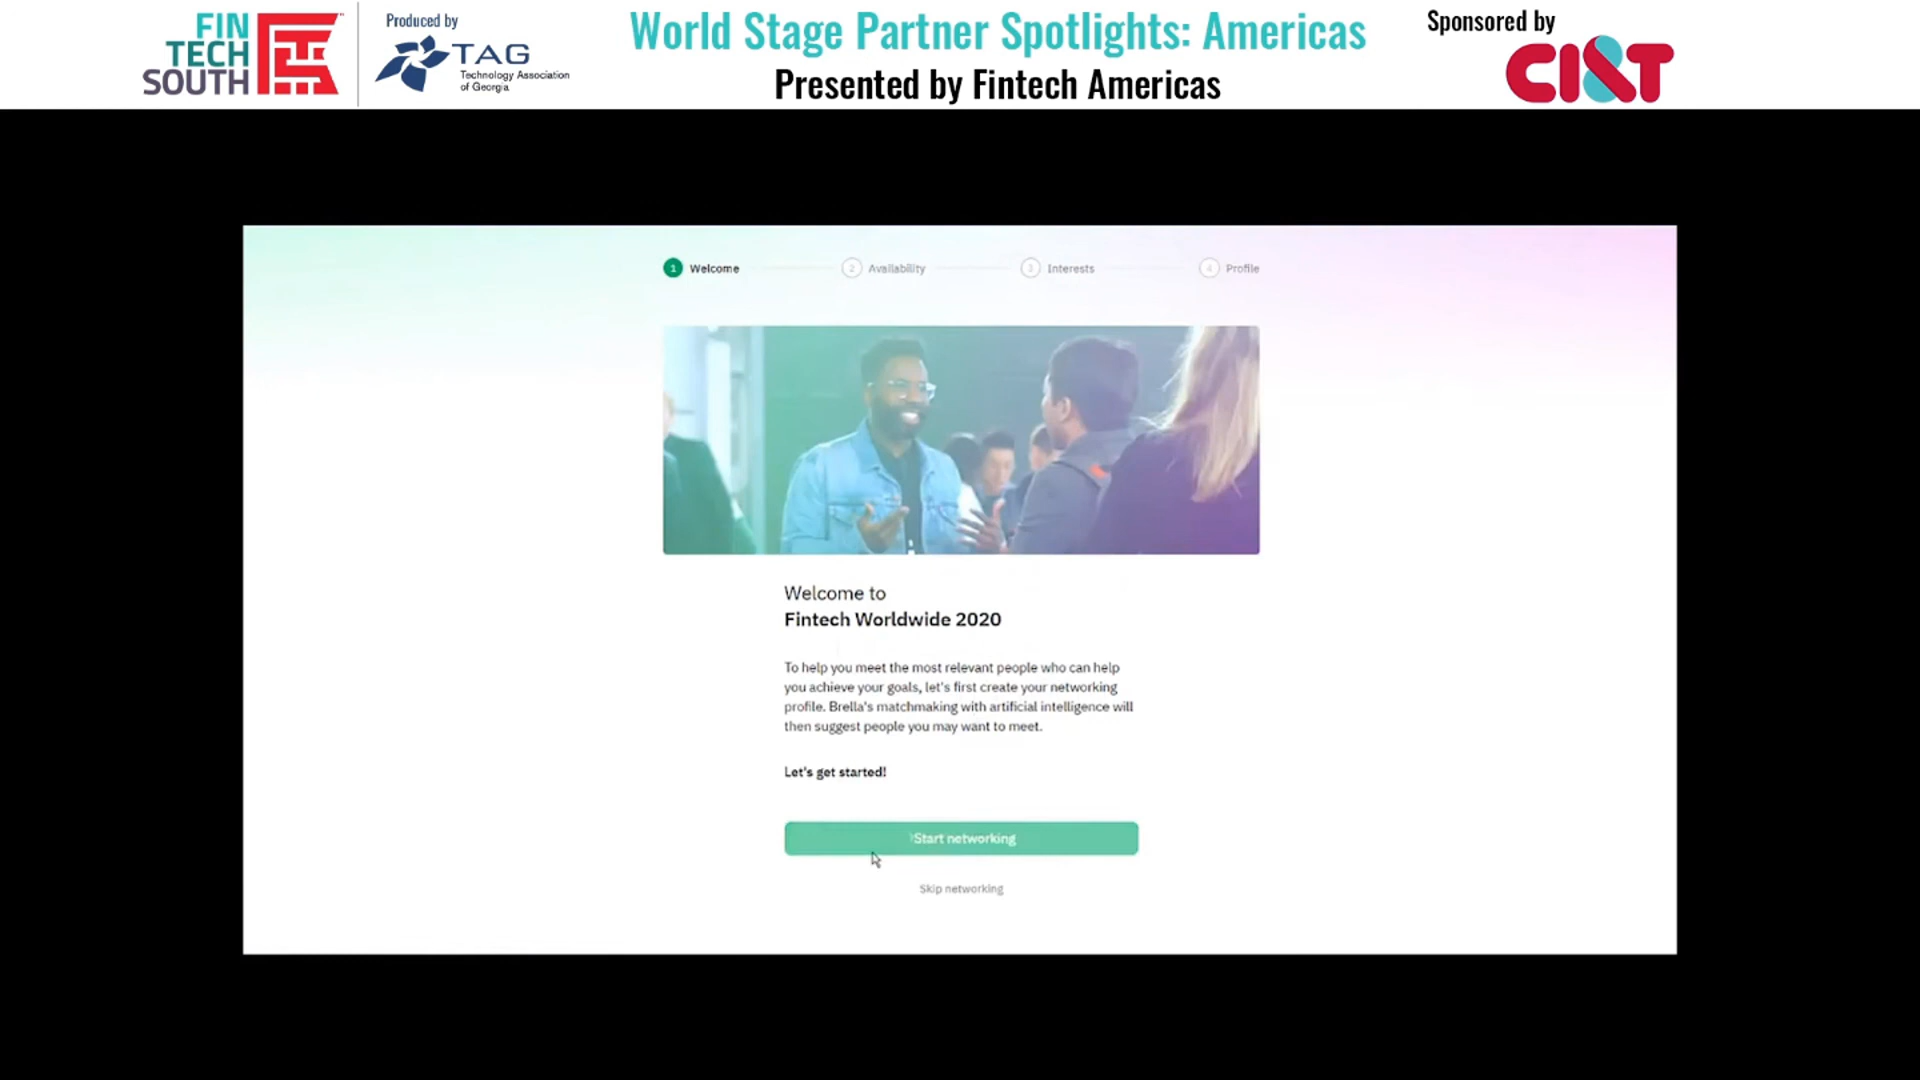 FIN
TECH
SOUTH
Produced by
TAG
Technology Association
of Georgia
World Stage Partner Spotlights: Americas
Presented by Fintech Americas
Sponsored by
CI&T
1 Welcome
2 Availability
3 Interests
4 Profile
Welcome to
Fintech Worldwide 2020
To help you meet the most relevant people who can help
you achieve your goals, let's first create your networking
profile. Brella's matchmaking with artificial intelligence will
then suggest people you may want to meet.
Let's get started!
Start networking
Skip networking